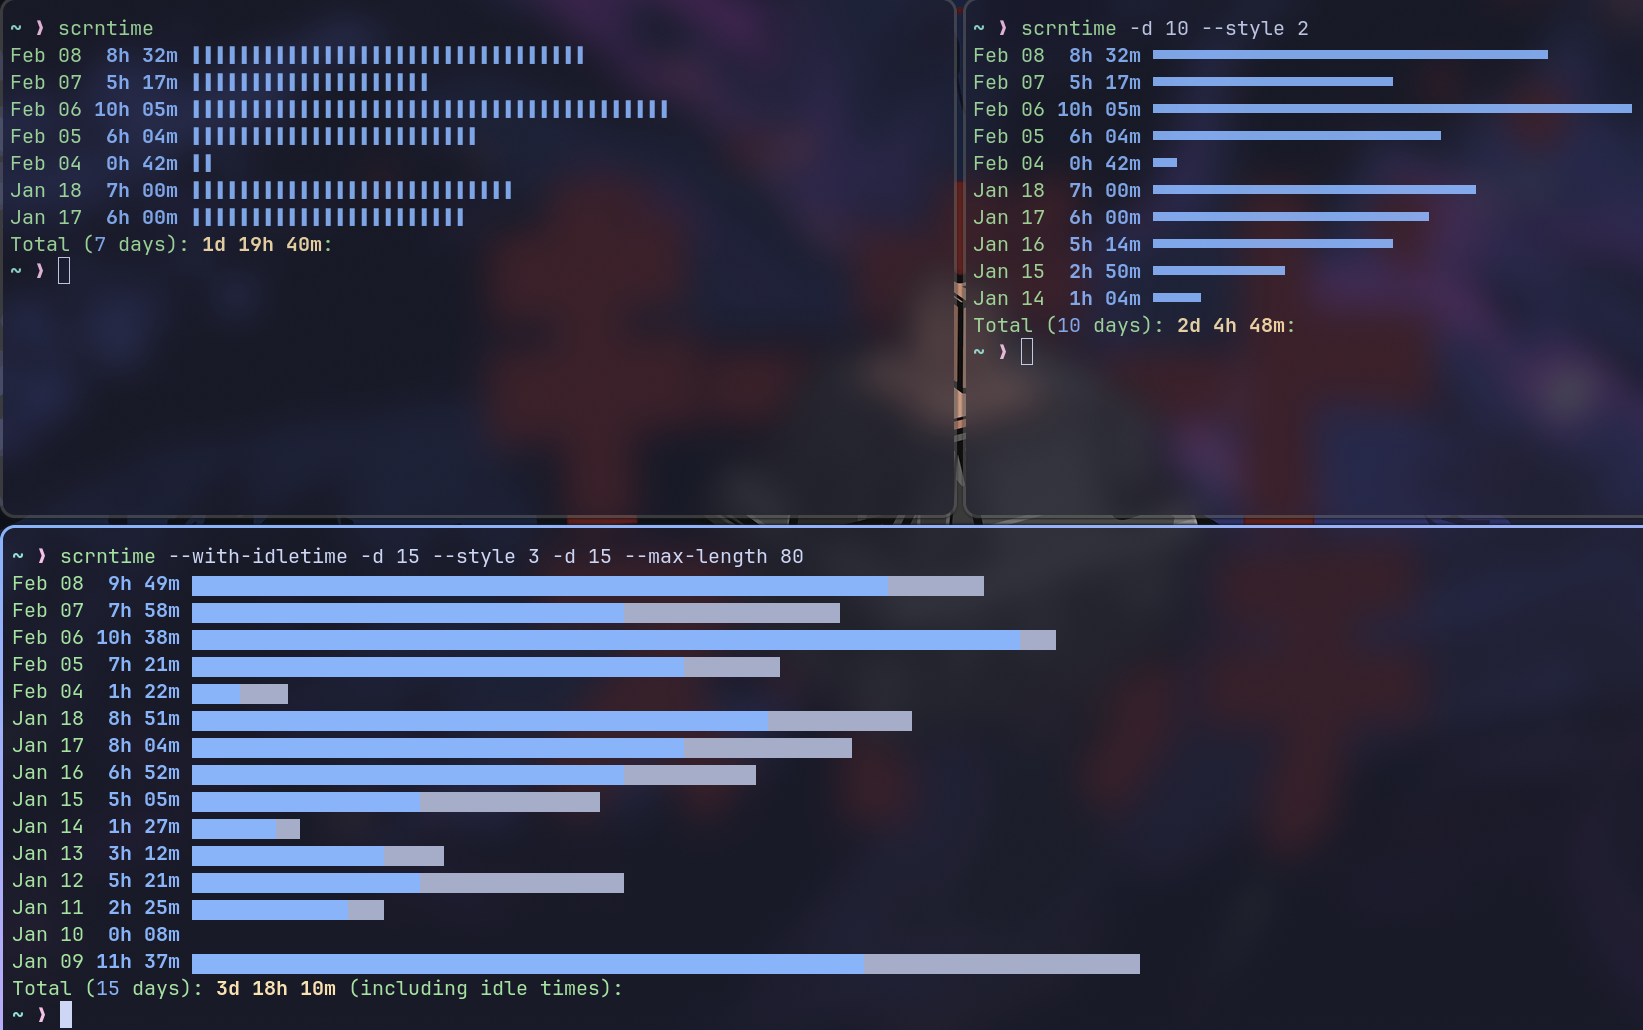 ~ ❯ scrntime
Feb 08  8h 32m
Feb 07  5h 17m
Feb 06 10h 05m
Feb 05  6h 04m
Feb 04  0h 42m
Jan 18  7h 00m
Jan 17  6h 00m
Total (7 days): 1d 19h 40m:
~ ❯
~ ❯ scrntime -d 10 --style 2
Feb 08  8h 32m
Feb 07  5h 17m
Feb 06 10h 05m
Feb 05  6h 04m
Feb 04  0h 42m
Jan 18  7h 00m
Jan 17  6h 00m
Jan 16  5h 14m
Jan 15  2h 50m
Jan 14  1h 04m
Total (10 days): 2d 4h 48m:
~ ❯
~ ❯ scrntime --with-idletime -d 15 --style 3 -d 15 --max-length 80
Feb 08  9h 49m
Feb 07  7h 58m
Feb 06 10h 38m
Feb 05  7h 21m
Feb 04  1h 22m
Jan 18  8h 51m
Jan 17  8h 04m
Jan 16  6h 52m
Jan 15  5h 05m
Jan 14  1h 27m
Jan 13  3h 12m
Jan 12  5h 21m
Jan 11  2h 25m
Jan 10  0h 08m
Jan 09 11h 37m
Total (15 days): 3d 18h 10m (including idle times):
~ ❯